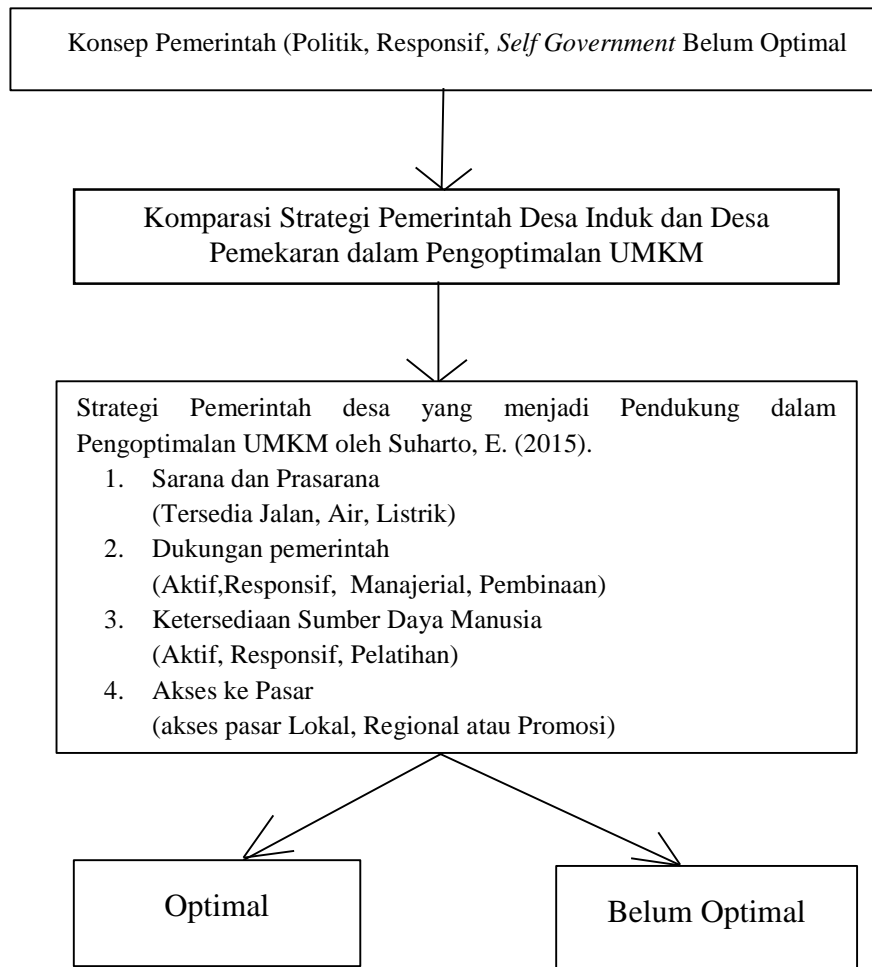 Konsep Pemerintah (Politik, Responsif, Self Government Belum Optimal
Komparasi Strategi Pemerintah Desa Induk dan Desa
Pemekaran dalam Pengoptimalan UMKM
Strategi Pemerintah desa yang menjadi Pendukung dalam
Pengoptimalan UMKM oleh Suharto, E. (2015).
1. Sarana dan Prasarana
(Tersedia Jalan, Air, Listrik)
2. Dukungan pemerintah
(Aktif,Responsif, Manajerial, Pembinaan)
3. Ketersediaan Sumber Daya Manusia
(Aktif, Responsif, Pelatihan)
4. Akses ke Pasar
(akses pasar Lokal, Regional atau Promosi)
Optimal
Belum Optimal